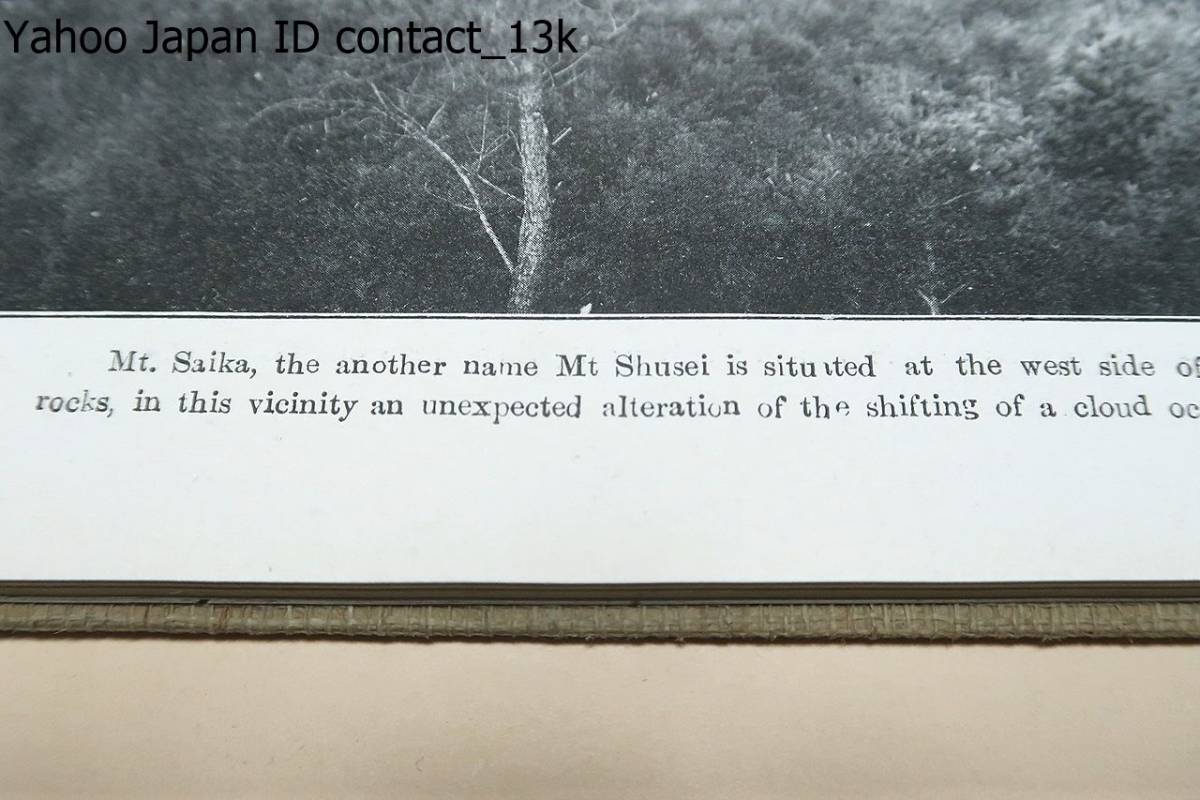 Yahoo Japan ID contact_13k
Mt. Saika, the another name Mt Shusei is situated at the west side of
rocks, in this vicinity an unexpected alteration of the shifting of a cloud oc